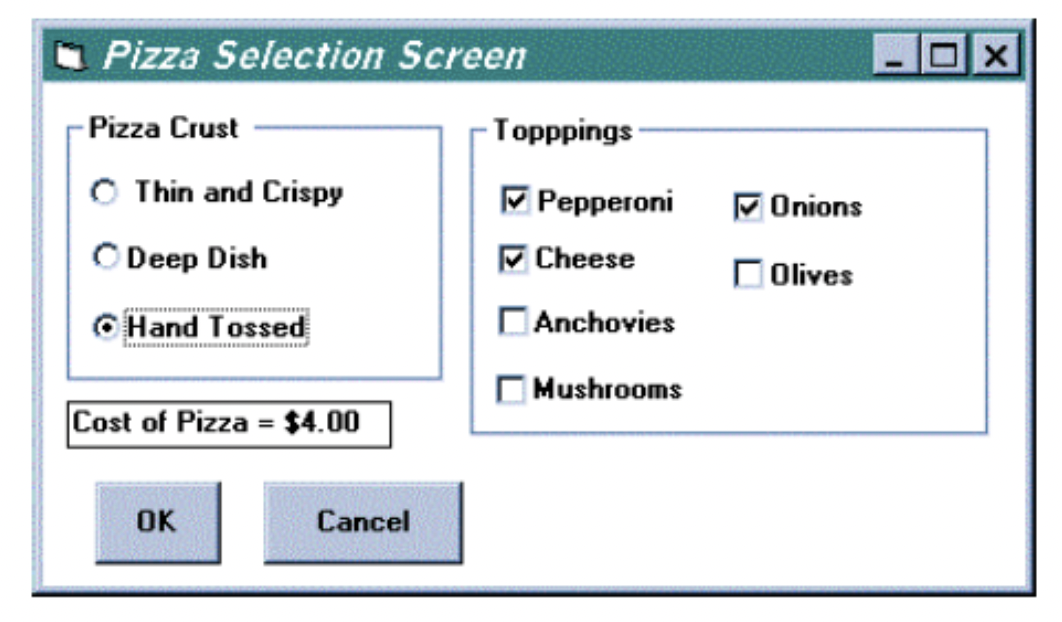 Pizza Selection Screen
Pizza Crust
Thin and Crispy
Deep Dish
Hand Tossed
Cost of Pizza = $4.00
Topppings
Pepperoni
Onions
Cheese
Olives
Anchovies
Mushrooms
OK
Cancel